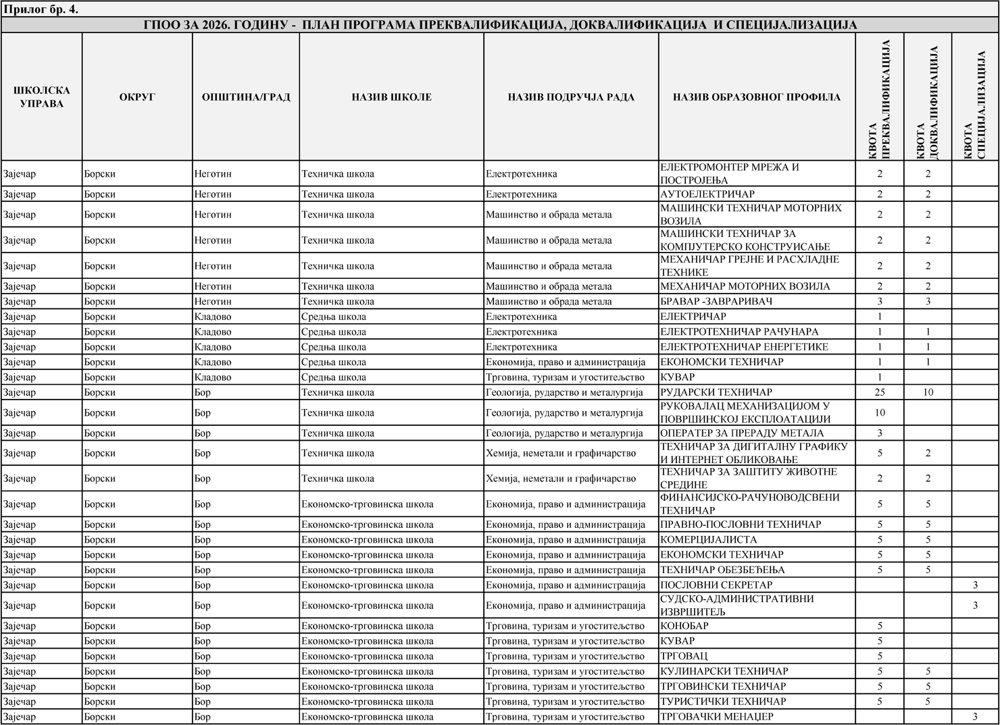 Прилог бр. 4.
ГПОО ЗА 2026. ГОДИНУ - ПЛАН ПРОГРАМА ПРЕКВАЛИФИКАЦИЈА, ДОКВАЛИФИКАЦИЈА И СПЕЦИЈАЛИЗАЦИЈА
ШКОЛСКА УПРАВА ОКРУГ ОПШТИНА/ГРАД НАЗИВ ШКОЛЕ НАЗИВ ПОДРУЧЈА РАДА НАЗИВ ОБРАЗОВНОГ ПРОФИЛА КВОТА ПРЕКВАЛИФИКАЦИЈА КВОТА ДОКВАЛИФИКАЦИЈА КВОТА СПЕЦИЈАЛИЗАЦИЈА
Зајечар Борски Неготин Техничка школа Електротехника ЕЛЕКТРОМОНТЕР МРЕЖА И ПОСТРОЈЕЊА 2 2
Зајечар Борски Неготин Техничка школа Електротехника АУТОЕЛЕКТРИЧАР 2 2
Зајечар Борски Неготин Техничка школа Машинство и обрада метала МАШИНСКИ ТЕХНИЧАР МОТОРНИХ ВОЗИЛА 2 2
Зајечар Борски Неготин Техничка школа Машинство и обрада метала МАШИНСКИ ТЕХНИЧАР ЗА КОМПЈУТЕРСКО КОНСТРУИСАЊЕ 2 2
Зајечар Борски Неготин Техничка школа Машинство и обрада метала МЕХАНИЧАР ГРЕЈНЕ И РАСХЛАДНЕ ТЕХНИКЕ 2 2
Зајечар Борски Неготин Техничка школа Машинство и обрада метала МЕХАНИЧАР МОТОРНИХ ВОЗИЛА 2 2
Зајечар Борски Неготин Техничка школа Машинство и обрада метала БРАВАР -ЗАВРАРИВАЧ 3 3
Зајечар Борски Кладово Средња школа Електротехника ЕЛЕКТРИЧАР 1
Зајечар Борски Кладово Средња школа Електротехника ЕЛЕКТРОТЕХНИЧАР РАЧУНАРА 1 1
Зајечар Борски Кладово Средња школа Електротехника ЕЛЕКТРОТЕХНИЧАР ЕНЕРГЕТИКЕ 1 1
Зајечар Борски Кладово Средња школа Економија, право и администрација ЕКОНОМСКИ ТЕХНИЧАР 1 1
Зајечар Борски Кладово Средња школа Трговина, туризам и угоститељство КУВАР 1
Зајечар Борски Бор Техничка школа Геологија, рударство и металургија РУДАРСКИ ТЕХНИЧАР 25 10
Зајечар Борски Бор Техничка школа Геологија, рударство и металургија РУКОВАЛАЦ МЕХАНИЗАЦИЈОМ У ПОВРШИНСКОЈ ЕКСПЛОАТАЦИЈИ 10
Зајечар Борски Бор Техничка школа Геологија, рударство и металургија ОПЕРАТЕР ЗА ПРЕРАДУ МЕТАЛА 3
Зајечар Борски Бор Техничка школа Хемија, неметали и графичарство ТЕХНИЧАР ЗА ДИГИТАЛНУ ГРАФИКУ И ИНТЕРНЕТ ОБЛИКОВАЊЕ 5 2
Зајечар Борски Бор Техничка школа Хемија, неметали и графичарство ТЕХНИЧАР ЗА ЗАШТИТУ ЖИВОТНЕ СРЕДИНЕ 2 2
Зајечар Борски Бор Економско-трговинска школа Економија, право и администрација ФИНАНСИЈСКО-РАЧУНОВОДСВЕНИ ТЕХНИЧАР 5 5
Зајечар Борски Бор Економско-трговинска школа Економија, право и администрација ПРАВНО-ПОСЛОВНИ ТЕХНИЧАР 5 5
Зајечар Борски Бор Економско-трговинска школа Економија, право и администрација КОМЕРЦИЈАЛИСТА 5 5
Зајечар Борски Бор Економско-трговинска школа Економија, право и администрација ЕКОНОМСКИ ТЕХНИЧАР 5 5
Зајечар Борски Бор Економско-трговинска школа Економија, право и администрација ТЕХНИЧАР ОБЕЗБЕЂЕЊА 5 5
Зајечар Борски Бор Економско-трговинска школа Економија, право и администрација ПОСЛОВНИ СЕКРЕТАР 3
Зајечар Борски Бор Економско-трговинска школа Економија, право и администрација СУДСКО-АДМИНИСТРАТИВНИ ИЗВРШИТЕЉ 3
Зајечар Борски Бор Економско-трговинска школа Трговина, туризам и угоститељство КОНОБАР 5
Зајечар Борски Бор Економско-трговинска школа Трговина, туризам и угоститељство КУВАР 5
Зајечар Борски Бор Економско-трговинска школа Трговина, туризам и угоститељство ТРГОВАЦ 5
Зајечар Борски Бор Економско-трговинска школа Трговина, туризам и угоститељство КУЛИНАРСКИ ТЕХНИЧАР 5 5
Зајечар Борски Бор Економско-трговинска школа Трговина, туризам и угоститељство ТРГОВИНСКИ ТЕХНИЧАР 5 5
Зајечар Борски Бор Економско-трговинска школа Трговина, туризам и угоститељство ТУРИСТИЧКИ ТЕХНИЧАР 5 5
Зајечар Борски Бор Економско-трговинска школа Трговина, туризам и угоститељство ТРГОВАЧКИ МЕНАЏЕР 3